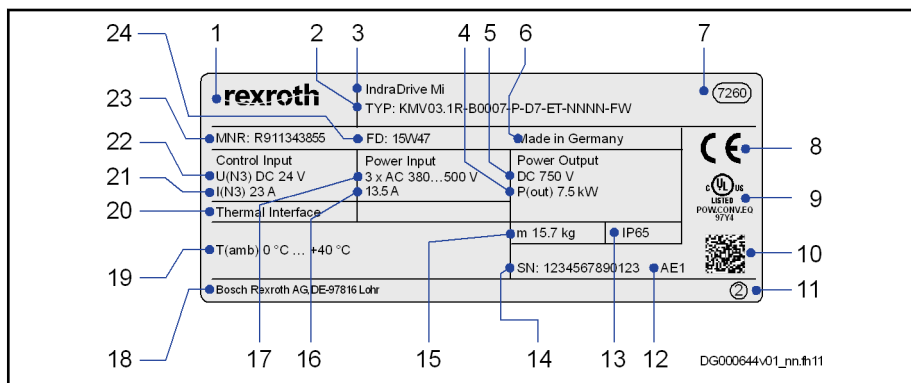 24 1 2 3 4 5 6 7
rexroth
IndraDrive Mi
TYP: KMV03.1R-B0007-P-D7-ET-NNNN-FW
7260
23
MNR: R911343855
FD: 15W47
Made in Germany
CE
8
22
21
20
Control Input
U(N3) DC 24 V
I(N3) 23 A
Thermal Interface
Power Input
3 x AC 380...500 V
13.5 A
Power Output
DC 750 V
P(out) 7.5 kW
C UL US
LISTED
POW.CONV.EQ
97Y4
9
m 15.7 kg
IP65
10
19
T(amb) 0 °C ... +40 °C
SN: 1234567890123
AE1
Bosch Rexroth AG,DE-97816 Lohr
2
11
18 17 16 15 14 13 12
DG000644v01_nn.fh11